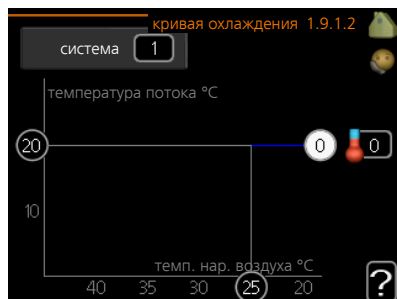 кривая охлаждения 1.9.1.2
система 1
температура потока °C
20 0 0
10
темп. нар. воздуха °C
40 35 30 25 20
?